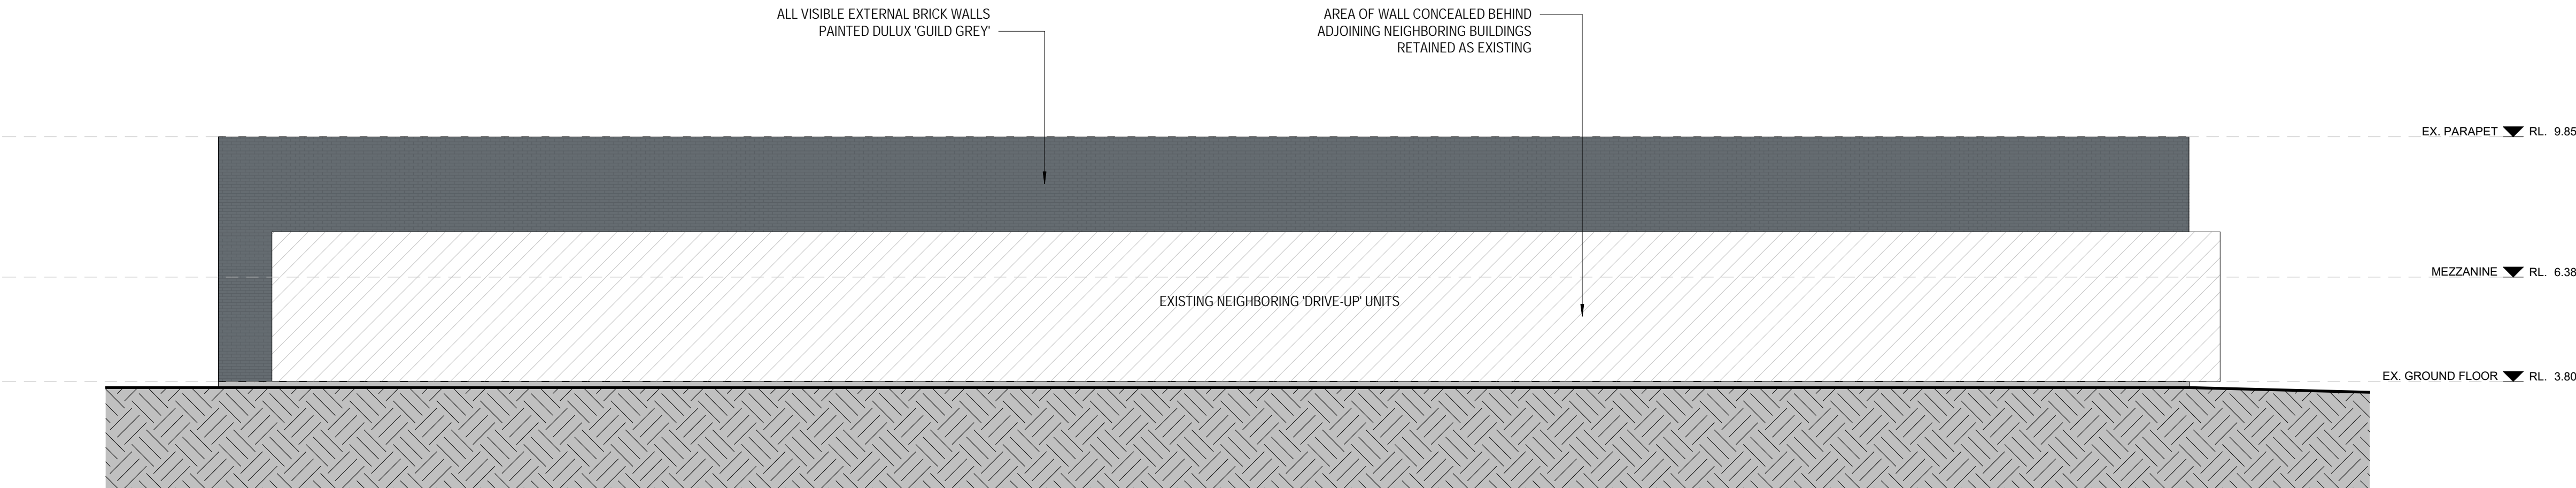 ALL VISIBLE EXTERNAL BRICK WALLS
PAINTED DULUX 'GUILD GREY'
AREA OF WALL CONCEALED BEHIND
ADJOINING NEIGHBORING BUILDINGS
RETAINED AS EXISTING
EX. PARAPET RL. 9.85
MEZZANINE RL. 6.38
EXISTING NEIGHBORING 'DRIVE-UP' UNITS
EX. GROUND FLOOR RL. 3.80